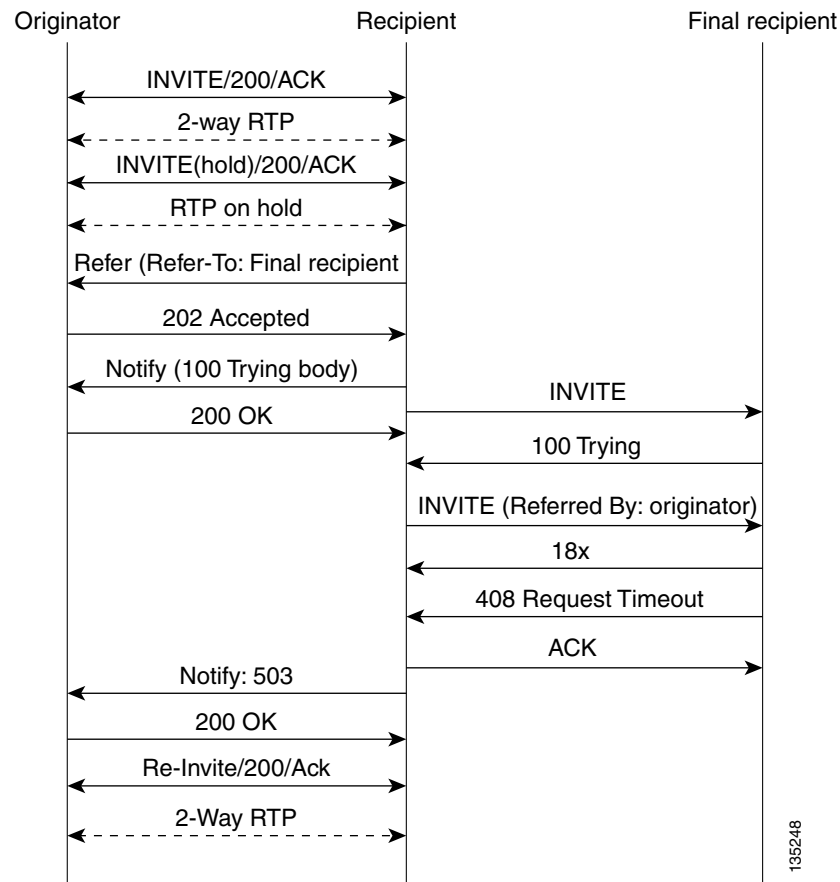 Originator Recipient Final recipient
INVITE/200/ACK
2-way RTP
INVITE(hold)/200/ACK
RTP on hold
Refer (Refer-To: Final recipient
202 Accepted
Notify (100 Trying body)
INVITE
200 OK
100 Trying
INVITE (Referred By: originator)
18x
408 Request Timeout
ACK
Notify: 503
200 OK
Re-Invite/200/Ack
2-Way RTP
135248